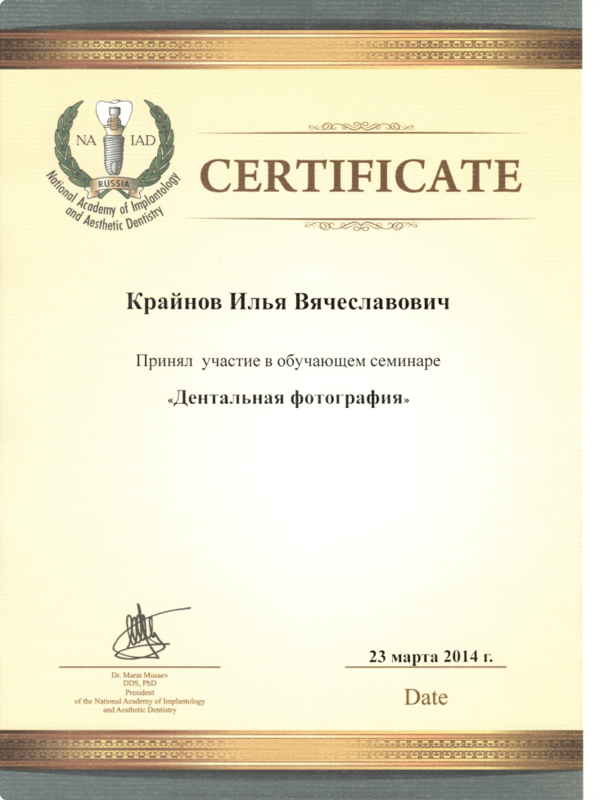 NA IAD
RUSSIA
National Academy of Implantology
and Aesthetic Dentistry
CERTIFICATE
Крайнов Илья Вячеславович
Принял участие в обучающем семинаре
«Дентальная фотография»
23 марта 2014 г.
Dr. Marat Musaev
DDS, PhD
President
of the National Academy of Implantology
and Aesthetic Dentistry
Date